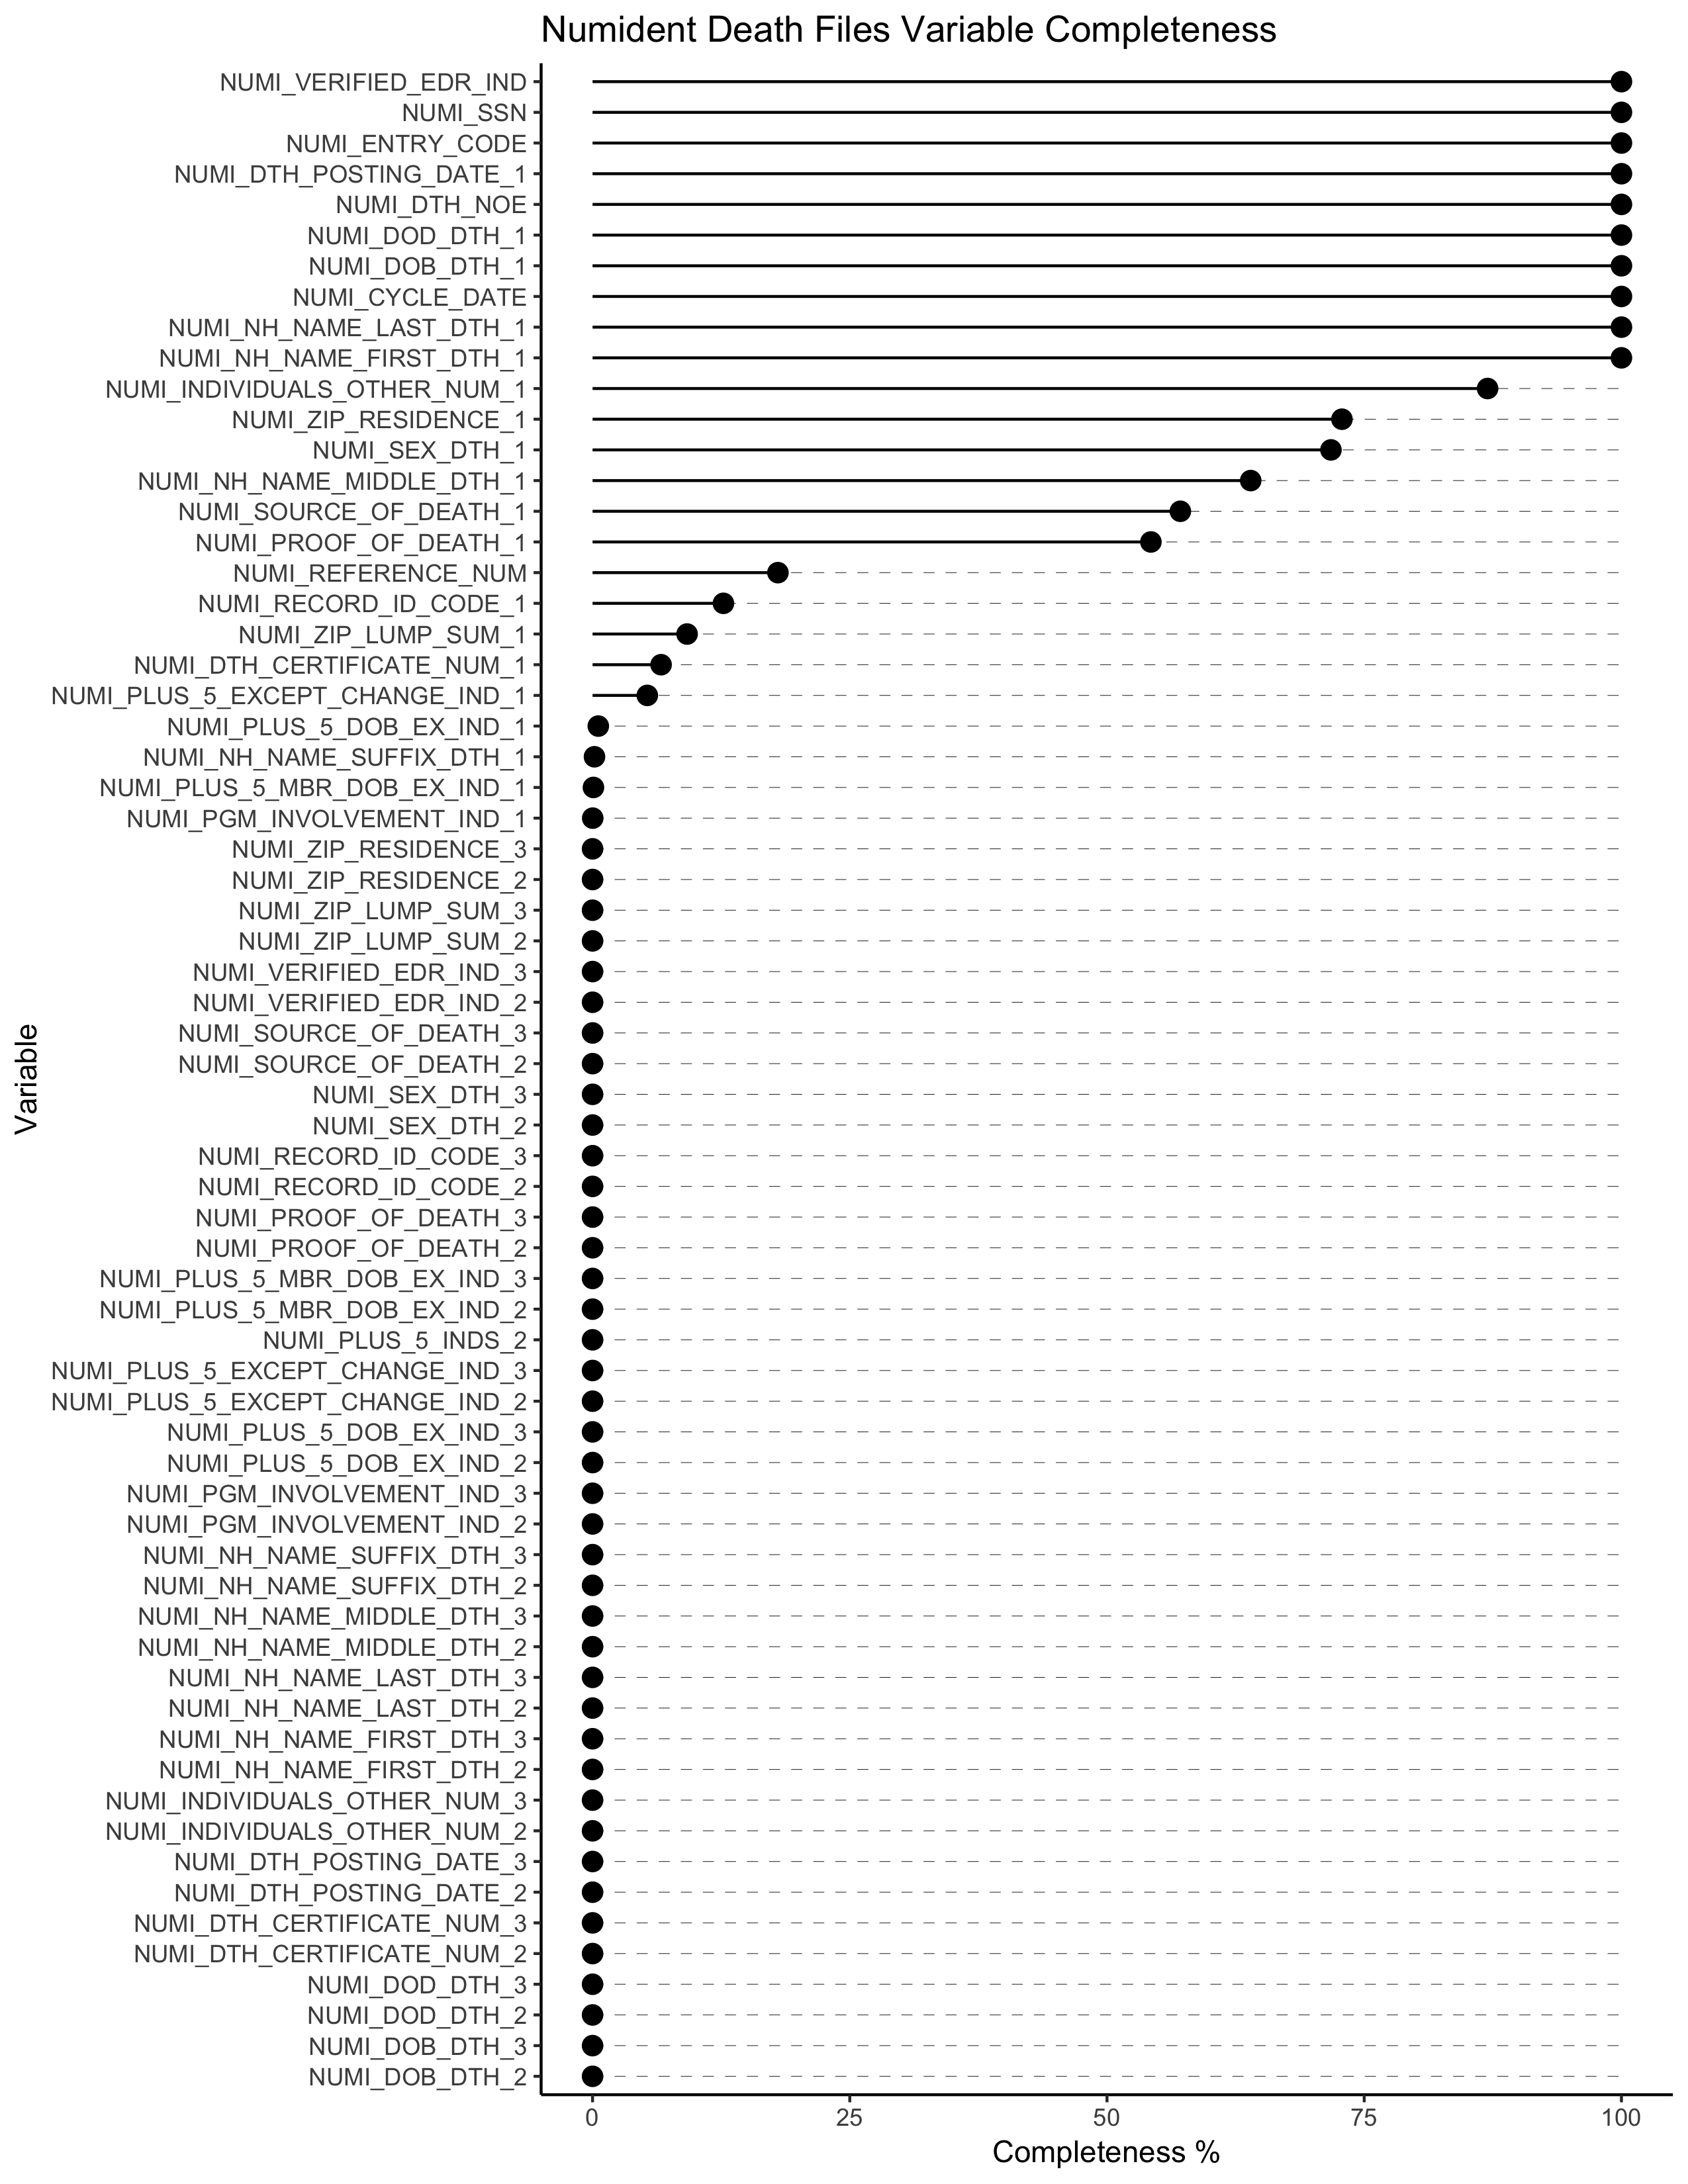 Numident Death Files Variable Completeness
NUMI_VERIFIED_EDR_IND
NUMI_SSN
NUMI_ENTRY_CODE
NUMI_DTH_POSTING_DATE_1
NUMI_DTH_NOE
NUMI_DOD_DTH_1
NUMI_DOB_DTH_1
NUMI_CYCLE_DATE
NUMI_NH_NAME_LAST_DTH_1
NUMI_NH_NAME_FIRST_DTH_1
NUMI_INDIVIDUALS_OTHER_NUM_1
NUMI_ZIP_RESIDENCE_1
NUMI_SEX_DTH_1
NUMI_NH_NAME_MIDDLE_DTH_1
NUMI_SOURCE_OF_DEATH_1
NUMI_PROOF_OF_DEATH_1
NUMI_REFERENCE_NUM
NUMI_RECORD_ID_CODE_1
NUMI_ZIP_LUMP_SUM_1
NUMI_DTH_CERTIFICATE_NUM_1
NUMI_PLUS_5_EXCEPT_CHANGE_IND_1
NUMI_PLUS_5_DOB_EX_IND_1
NUMI_NH_NAME_SUFFIX_DTH_1
NUMI_PLUS_5_MBR_DOB_EX_IND_1
NUMI_PGM_INVOLVEMENT_IND_1
NUMI_ZIP_RESIDENCE_3
NUMI_ZIP_RESIDENCE_2
NUMI_ZIP_LUMP_SUM_3
NUMI_ZIP_LUMP_SUM_2
NUMI_VERIFIED_EDR_IND_3
NUMI_VERIFIED_EDR_IND_2
NUMI_SOURCE_OF_DEATH_3
NUMI_SOURCE_OF_DEATH_2
NUMI_SEX_DTH_3
NUMI_SEX_DTH_2
NUMI_RECORD_ID_CODE_3
NUMI_RECORD_ID_CODE_2
NUMI_PROOF_OF_DEATH_3
NUMI_PROOF_OF_DEATH_2
NUMI_PLUS_5_MBR_DOB_EX_IND_3
NUMI_PLUS_5_MBR_DOB_EX_IND_2
NUMI_PLUS_5_INDS_2
NUMI_PLUS_5_EXCEPT_CHANGE_IND_3
NUMI_PLUS_5_EXCEPT_CHANGE_IND_2
NUMI_PLUS_5_DOB_EX_IND_3
NUMI_PLUS_5_DOB_EX_IND_2
NUMI_PGM_INVOLVEMENT_IND_3
NUMI_PGM_INVOLVEMENT_IND_2
NUMI_NH_NAME_SUFFIX_DTH_3
NUMI_NH_NAME_SUFFIX_DTH_2
NUMI_NH_NAME_MIDDLE_DTH_3
NUMI_NH_NAME_MIDDLE_DTH_2
NUMI_NH_NAME_LAST_DTH_3
NUMI_NH_NAME_LAST_DTH_2
NUMI_NH_NAME_FIRST_DTH_3
NUMI_NH_NAME_FIRST_DTH_2
NUMI_INDIVIDUALS_OTHER_NUM_3
NUMI_INDIVIDUALS_OTHER_NUM_2
NUMI_DTH_POSTING_DATE_3
NUMI_DTH_POSTING_DATE_2
NUMI_DTH_CERTIFICATE_NUM_3
NUMI_DTH_CERTIFICATE_NUM_2
NUMI_DOD_DTH_3
NUMI_DOD_DTH_2
NUMI_DOB_DTH_3
NUMI_DOB_DTH_2
Variable
0 25 50 75 100
Completeness %